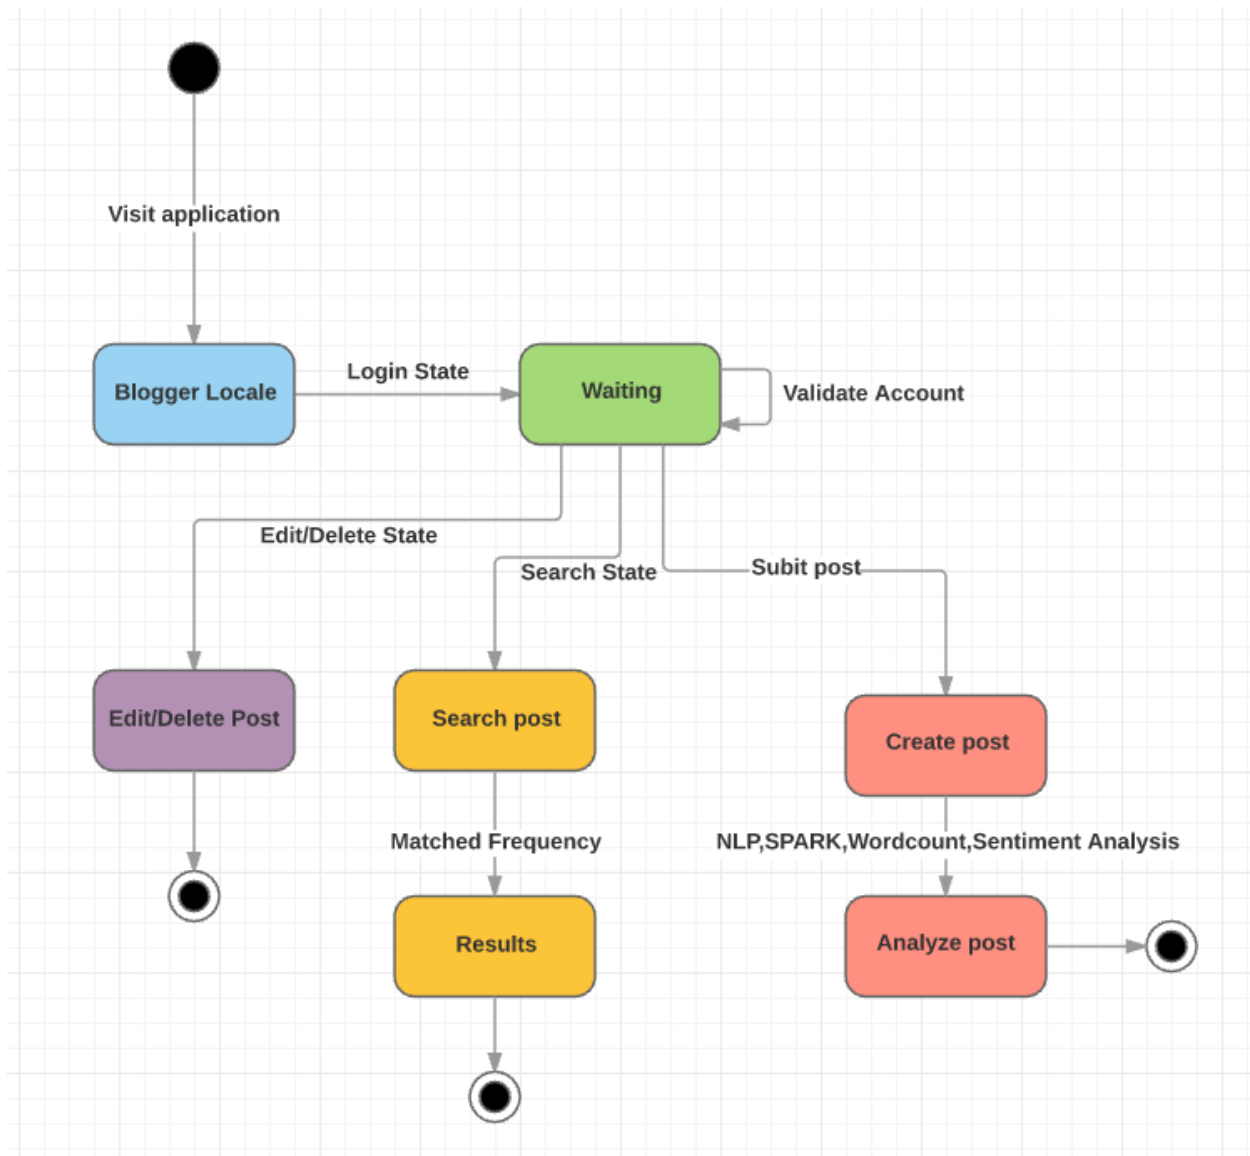 Visit application
Blogger Locale
Login State
Waiting
Validate Account
Edit/Delete State
Search State
Subit post
Edit/Delete Post
Search post
Create post
Matched Frequency
NLP,SPARK,Wordcount,Sentiment Analysis
Results
Analyze post